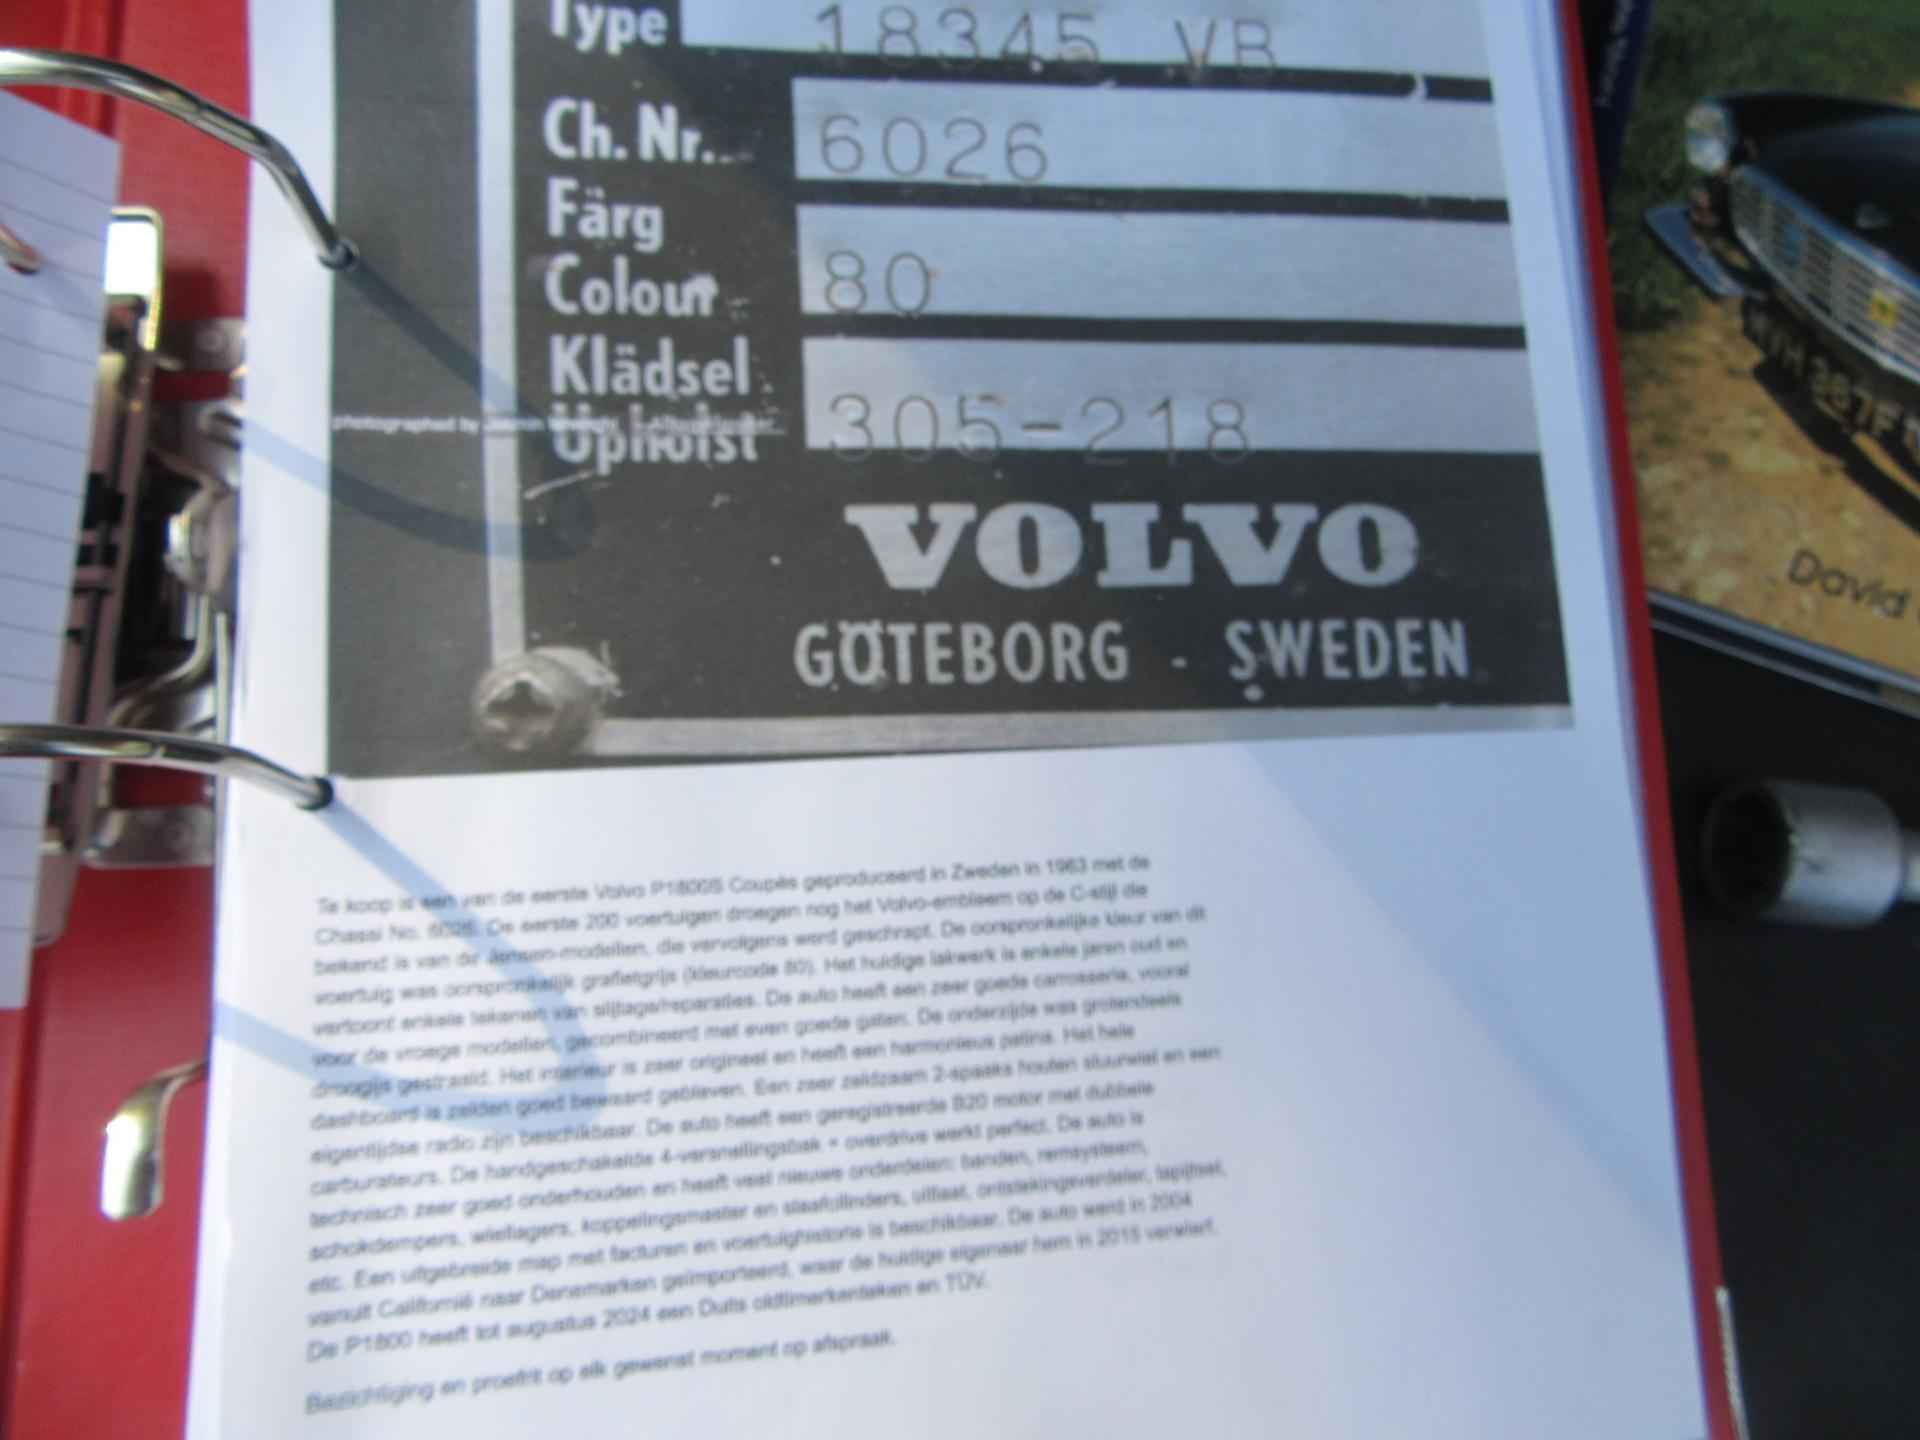 Type 18345 VB
Ch. Nr. 6026
Färg
Colour 80
Klädsel
Upholst 305-218
photographed by
VOLVO
GÖTEBORG - SWEDEN
Te koop is een van de eerste Volvo P1800S Coupés geproduceerd in Zweden in 1963 met de
Chassi No. 6026. De eerste 200 voertuigen droegen nog het Volvo-embleem op de C-stijl die
bekend is van de Jensen-modellen, die vervolgens werd geschrapt. De oorspronkelijke kleur van dit
voertuig was oorspronkelijk grafietgrijs (kleurcode 80). Het huidige lakwerk is enkele jaren oud en
vertoont enkele tekenen van slijtage/reparaties. De auto heeft een zeer goede carrosserie, vooral
voor de vroege modellen, gecombineerd met even goede gaten. De onderzijde was grotendeels
droogijs gestraald. Het interieur is zeer origineel en heeft een harmonieus patina. Het hele
dashboard is zelden goed bewaard gebleven. Een zeer zeldzaam 2-spaaks houten stuurwiel en een
eigentijdse radio zijn beschikbaar. De auto heeft een geregistreerde B20 motor met dubbele
carburateurs. De handgeschakelde 4-versnellingsbak + overdrive werkt perfect. De auto is
technisch zeer goed onderhouden en heeft veel nieuwe onderdelen: banden, remsysteem,
schokdempers, wiellagers, koppelingsmaster en slaafcilinders, uitlaat, ontstekingsverdeler, tapijtset,
etc. Een uitgebreide map met facturen en voertuighistorie is beschikbaar. De auto werd in 2004
vanuit Californië naar Denemarken geïmporteerd, waar de huidige eigenaar hem in 2015 verwierf.
De P1800 heeft tot augustus 2024 een Duits oldtimerkenteken en TÜV.
Bezichtiging en proefrit op elk gewenst moment op afspraak.
David